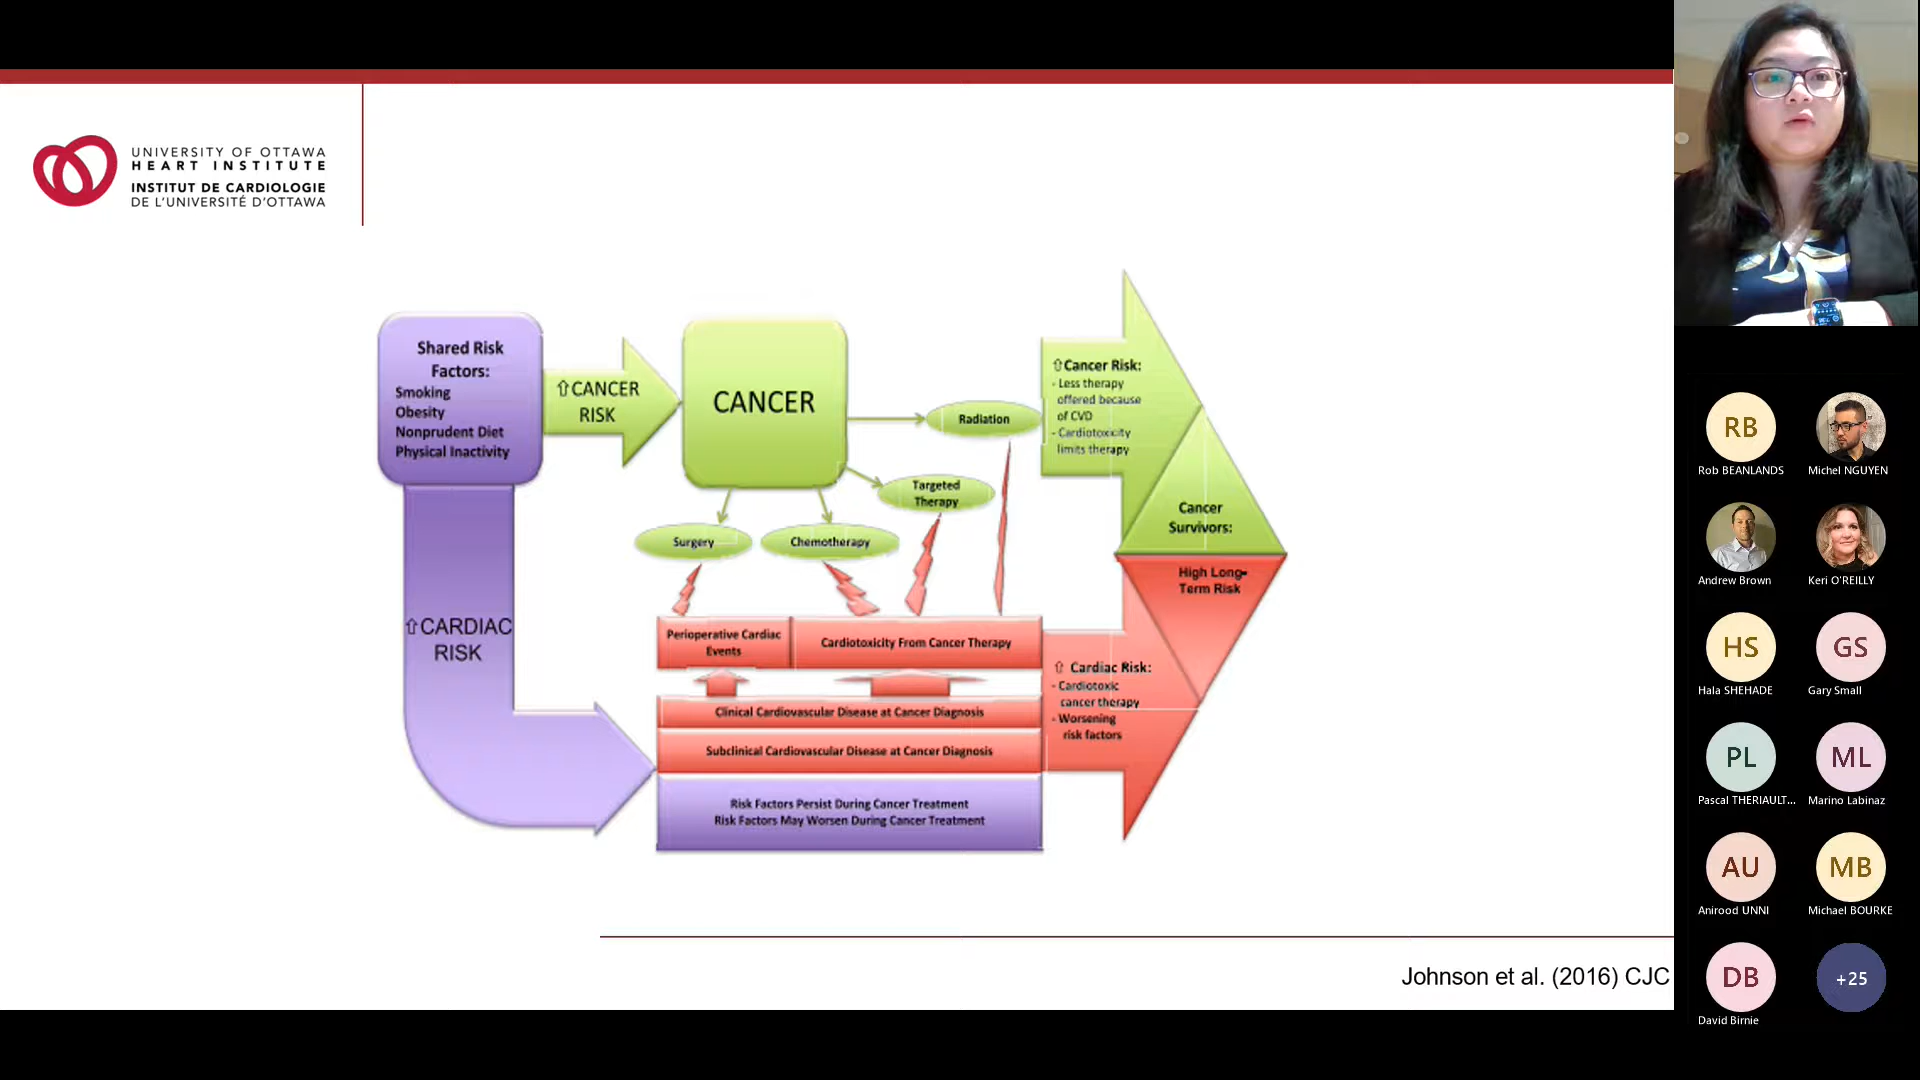 UNIVERSITY OF OTTAWA
HEART INSTITUTE
INSTITUT DE CARDIOLOGIE
DE L'UNIVERSITÉ D'OTTAWA
Shared Risk
Factors:
Smoking
Obesity
Nonprudent Diet
Physical Inactivity
⇧CANCER
RISK
CANCER
Radiation
Targeted
Therapy
Surgery
Chemotherapy
⇧Cancer Risk:
- Less therapy
offered because
of CVD
- Cardiotoxicity
limits therapy
Cancer
Survivors:
High Long-
Term Risk
⇧CARDIAC
RISK
Perioperative Cardiac
Events
Cardiotoxicity From Cancer Therapy
Clinical Cardiovascular Disease at Cancer Diagnosis
Subclinical Cardiovascular Disease at Cancer Diagnosis
Risk Factors Persist During Cancer Treatment
Risk Factors May Worsen During Cancer Treatment
⇧ Cardiac Risk:
- Cardiotoxic
cancer therapy
- Worsening
risk factors
Johnson et al. (2016) CJC
RB
Rob BEANLANDS
Michel NGUYEN
Andrew Brown
Keri O'REILLY
HS
Hala SHEHADE
GS
Gary Small
PL
Pascal THERIAULT...
ML
Marino Labinaz
AU
Anirood UNNI
MB
Michael BOURKE
DB
David Birnie
+25